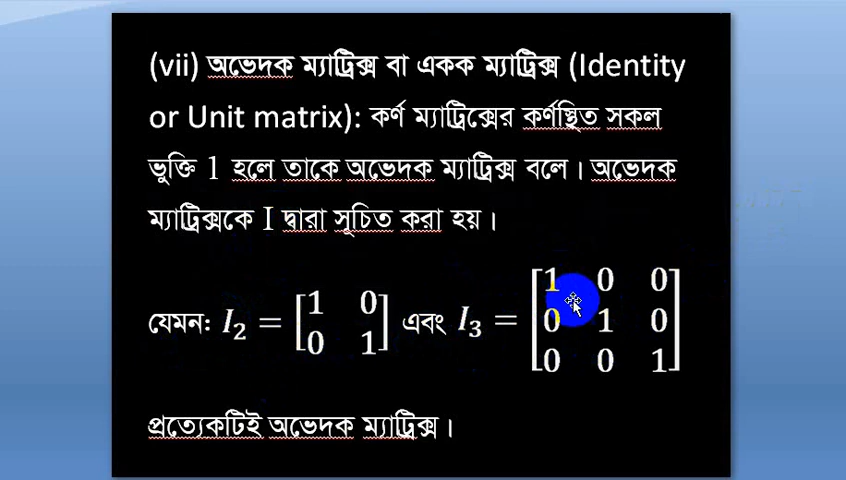 (vii) অভেদক ম্যাট্রিক্স বা একক ম্যাট্রিক্স (Identity
or Unit matrix): কর্ণ ম্যাট্রিক্সের কর্ণস্থিত সকল
ভুক্তি 1 হলে তাকে অভেদক ম্যাট্রিক্স বলে। অভেদক
ম্যাট্রিক্সকে I দ্বারা সূচিত করা হয়।
যেমন: I₂ = [1 0 0 1] এবং I₃ = [1 0 0 0 1 0 0 0 1]
প্রত্যেকটিই অভেদক ম্যাট্রিক্স।